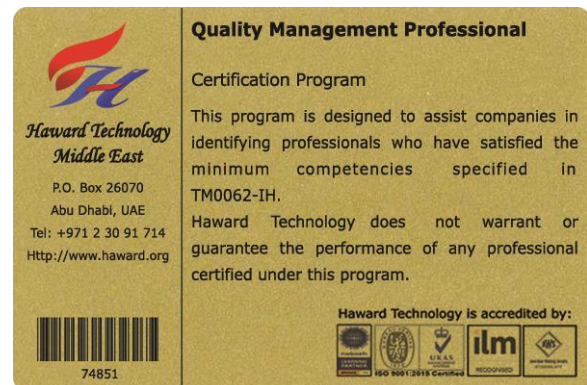 Haward Technology
Middle East
P.O. Box 26070
Abu Dhabi, UAE
Tel: +971 2 30 91 714
Http://www.haward.org
74851
Quality Management Professional
Certification Program
This program is designed to assist companies in
identifying professionals who have satisfied the
minimum competencies specified in
TM0062-IH.
Haward Technology does not warrant or
guarantee the performance of any professional
certified under this program.
Haward Technology is accredited by:
UKAS
ISO 9001:2015 Certified
ilm
RECOGNISED